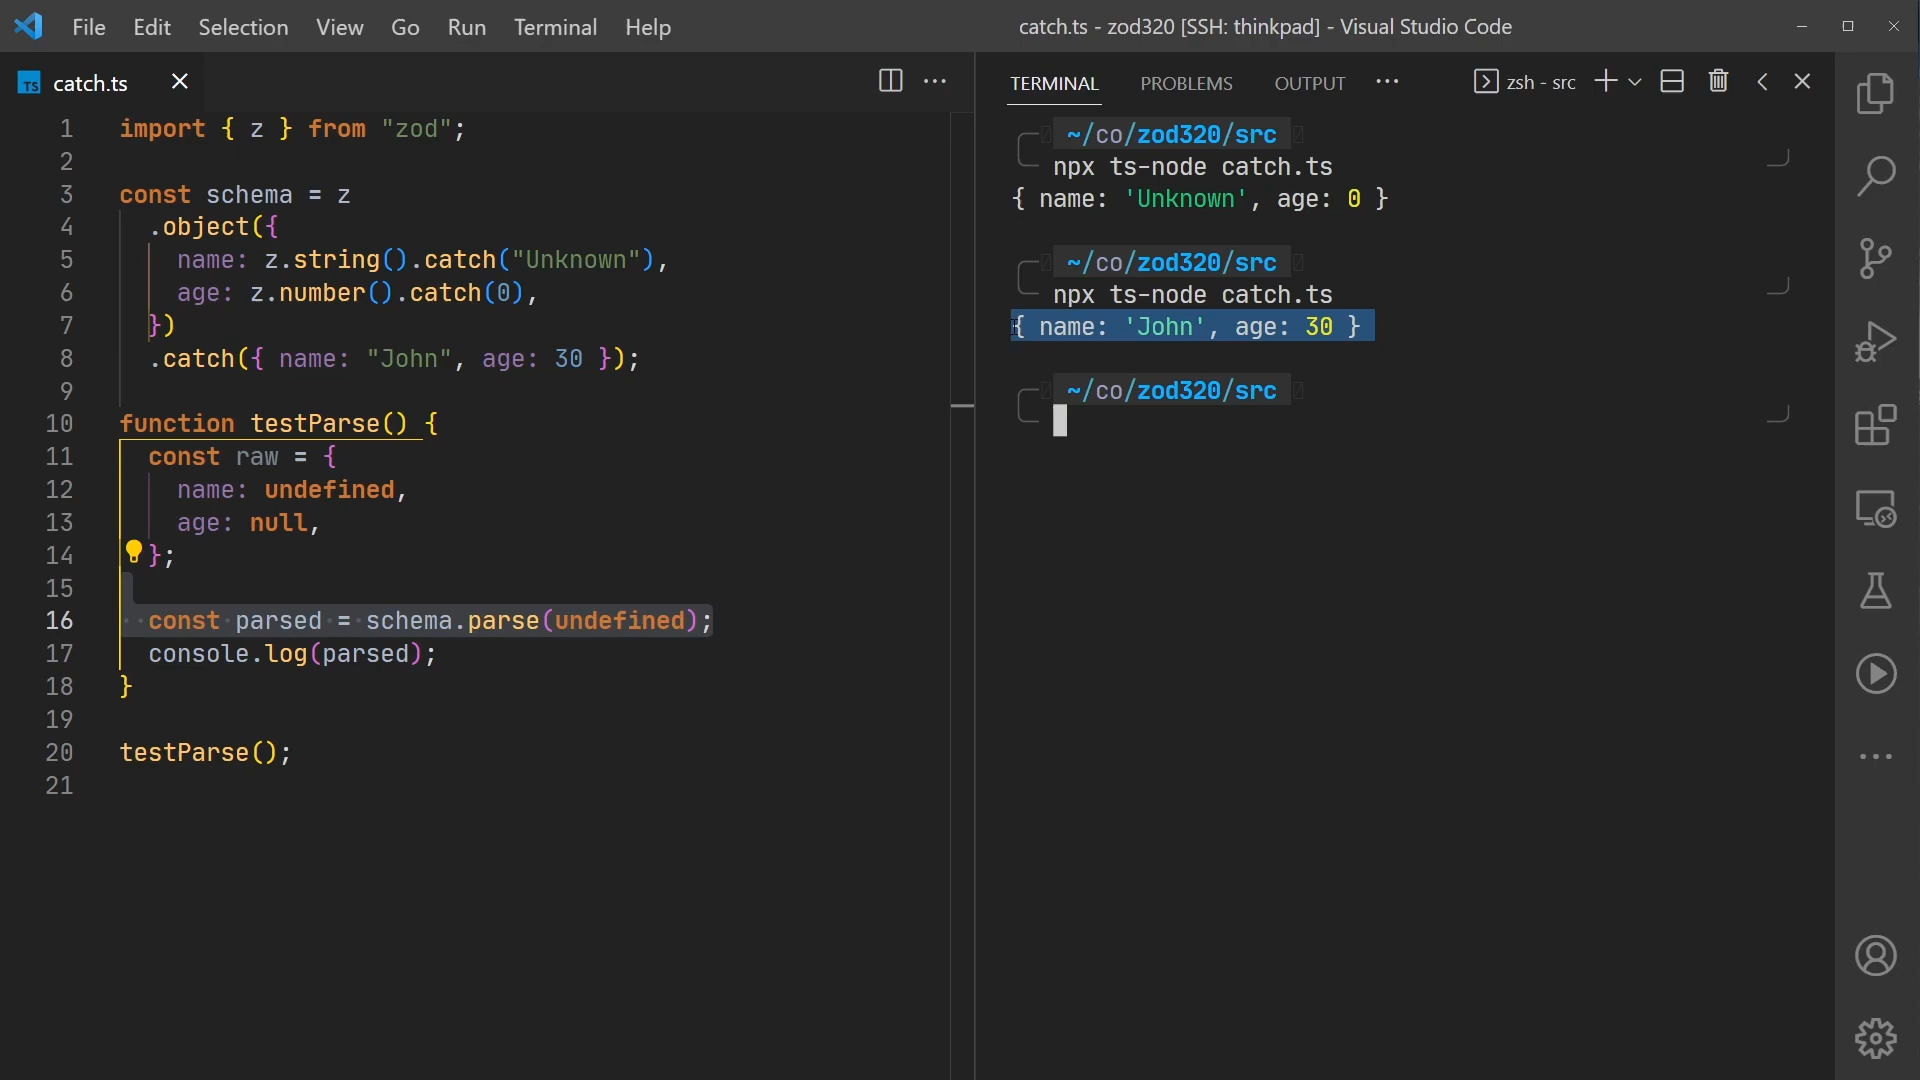 File Edit Selection View Go Run Terminal Help
catch.ts - zod320 [SSH: thinkpad] - Visual Studio Code
TS catch.ts
1 import { z } from "zod";
2
3 const schema = z
4 .object({
5 name: z.string().catch("Unknown"),
6 age: z.number().catch(0),
7 })
8 .catch({ name: "John", age: 30 });
9
10 function testParse() {
11 const raw = {
12 name: undefined,
13 age: null,
14 };
15
16 const parsed = schema.parse(undefined);
17 console.log(parsed);
18 }
19
20 testParse();
21
TERMINAL PROBLEMS OUTPUT
zsh - src
~/co/zod320/src
npx ts-node catch.ts
{ name: 'Unknown', age: 0 }
~/co/zod320/src
npx ts-node catch.ts
{ name: 'John', age: 30 }
~/co/zod320/src